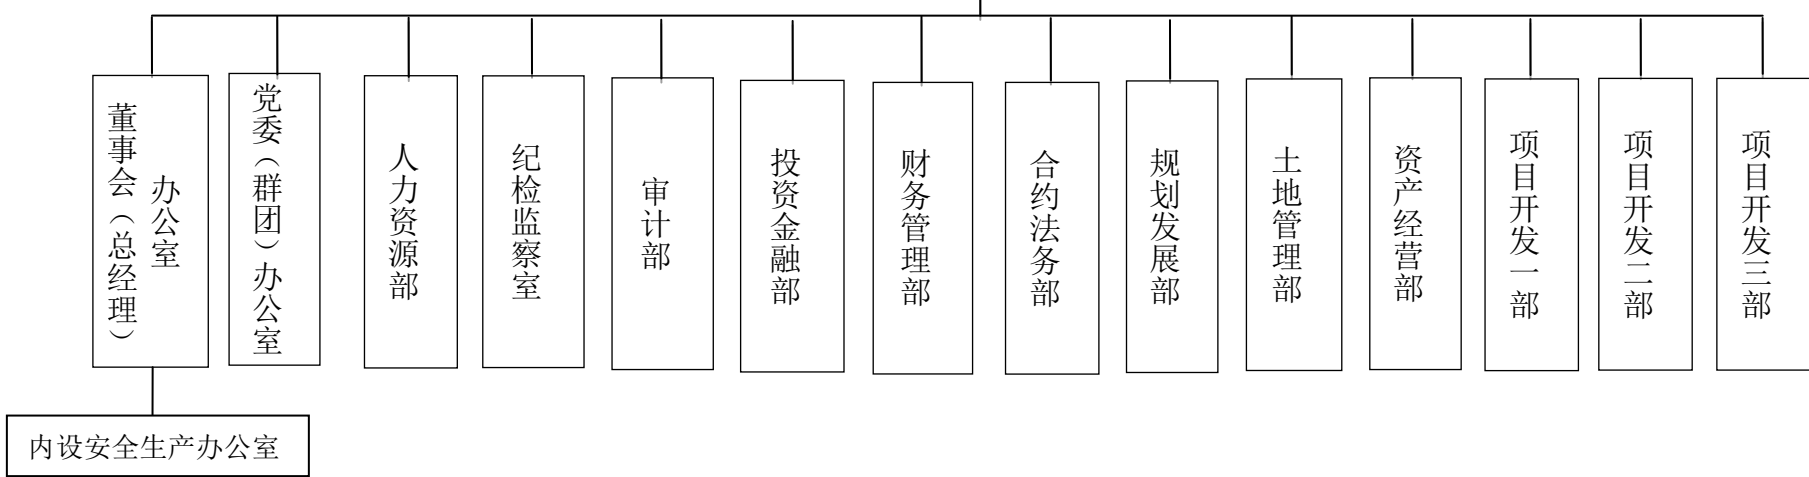 董事会（总经理）
办公室
党委（群团）办公室
人力资源部
纪检监察室
审计部
投资金融部
财务管理部
合约法务部
规划发展部
土地管理部
资产经营部
项目开发一部
项目开发二部
项目开发三部
内设安全生产办公室